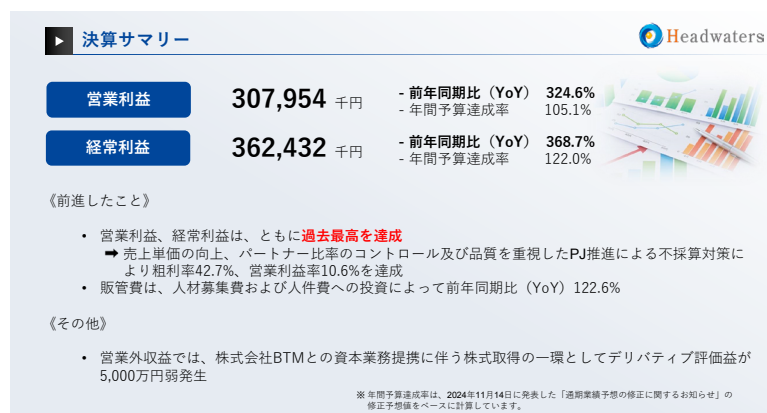 決算サマリー
Headwaters
営業利益 307,954 千円
- 前年同期比（YoY） 324.6%
- 年間予算達成率 105.1%
経常利益 362,432 千円
- 前年同期比（YoY） 368.7%
- 年間予算達成率 122.0%
《前進したこと》
• 営業利益、経常利益は、ともに過去最高を達成
➡ 売上単価の向上、パートナー比率のコントロール及び品質を重視したPJ推進による不採算対策に
より粗利率42.7%、営業利益率10.6%を達成
• 販管費は、人材募集費および人件費への投資によって前年同期比（YoY）122.6%
《その他》
• 営業外収益では、株式会社BTMとの資本業務提携に伴う株式取得の一環としてデリバティブ評価益が
5,000万円弱発生
※ 年間予算達成率は、2024年11月14日に発表した「通期業績予想の修正に関するお知らせ」の
修正予想値をベースに計算しています。